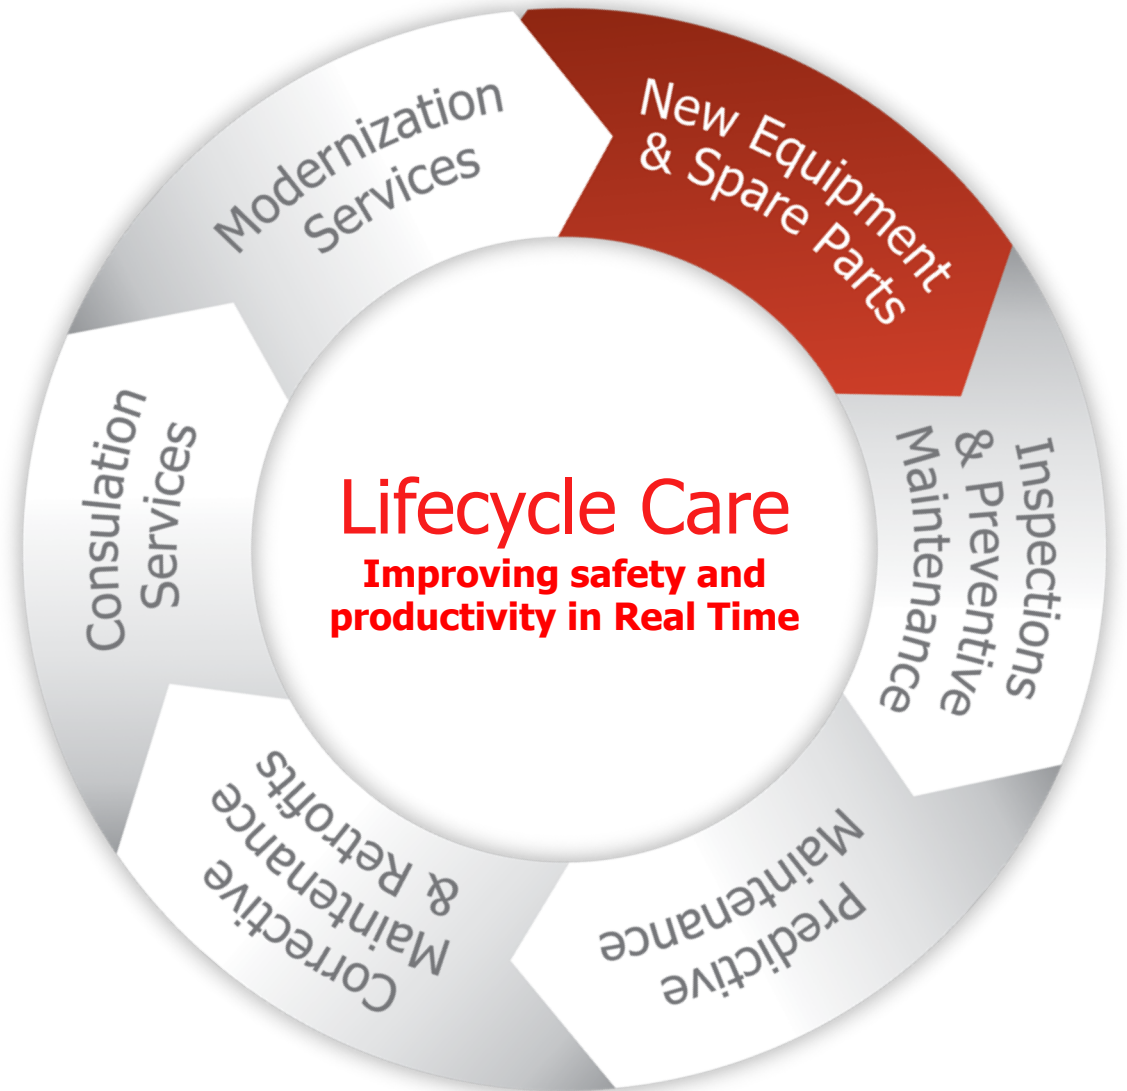 New Equipment
& Spare Parts
Inspections
& Preventive
Maintenance
Predictive
Maintenance
Corrective
Maintenance
& Retrofits
Consulation
Services
Modernization
Services
Lifecycle Care
Improving safety and
productivity in Real Time